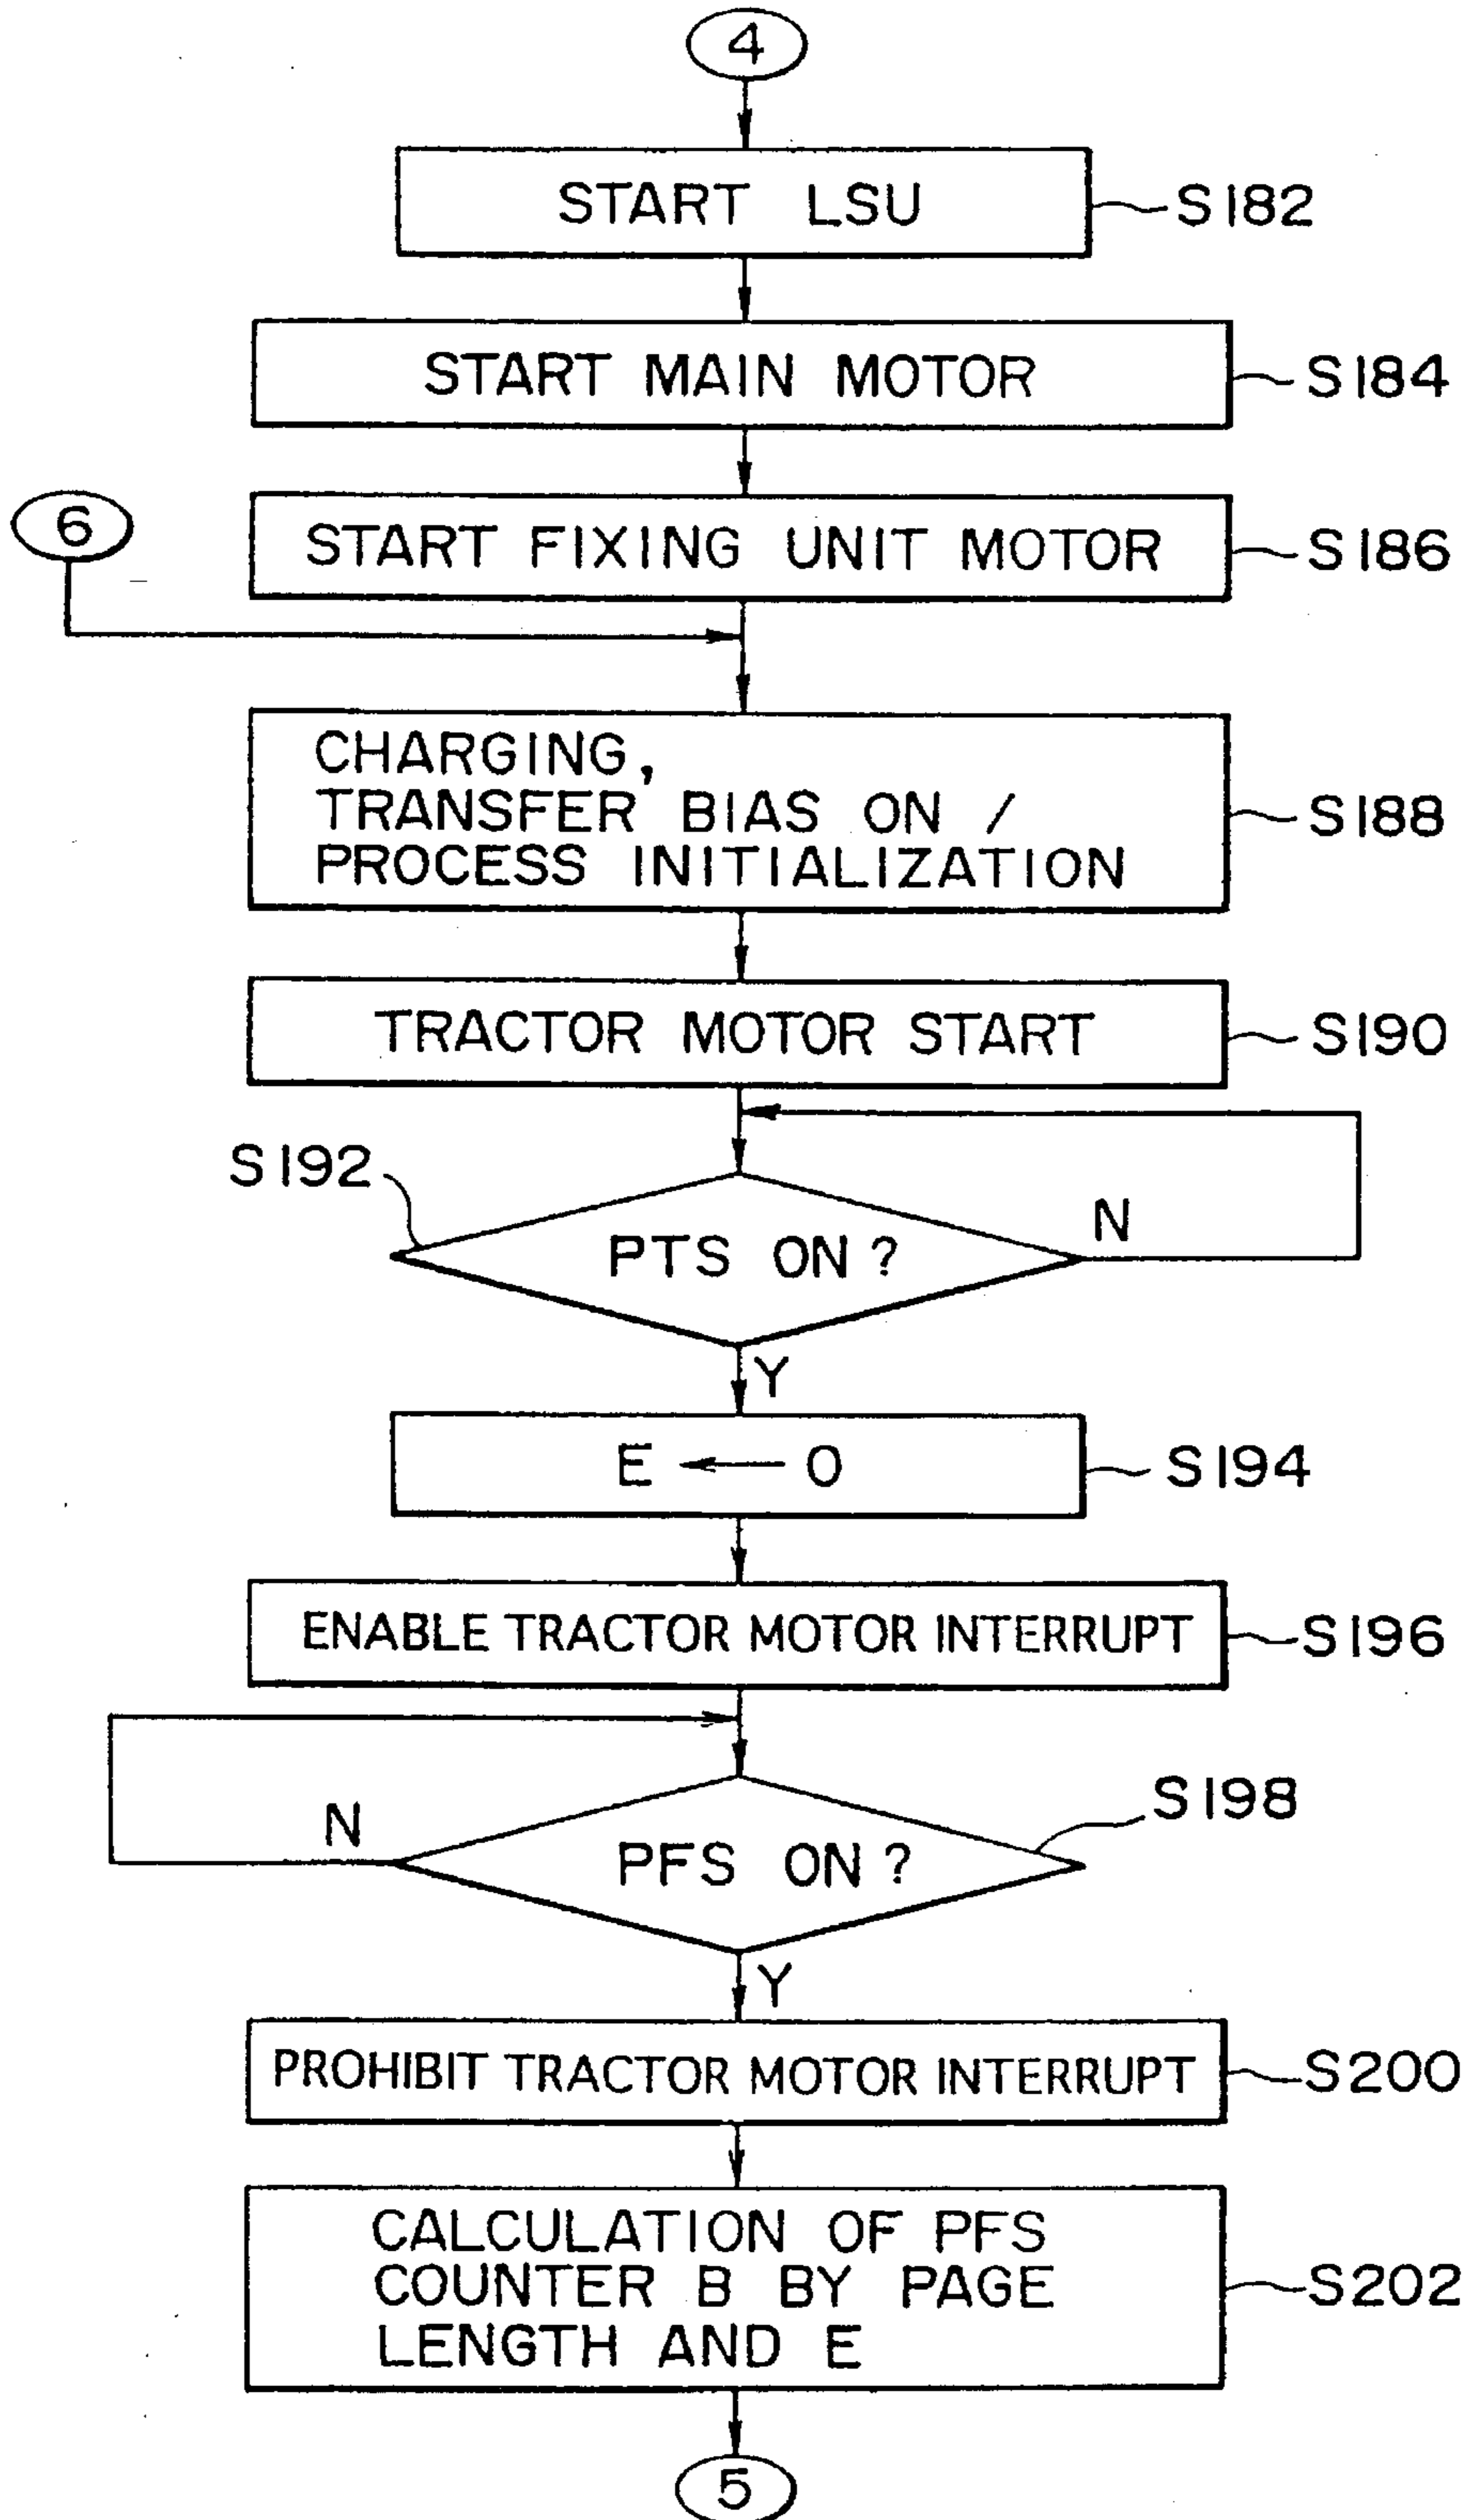 4
START LSU
S182
START MAIN MOTOR
S184
6
START FIXING UNIT MOTOR
S186
CHARGING,
TRANSFER BIAS ON /
PROCESS INITIALIZATION
S188
TRACTOR MOTOR START
S190
S192
PTS ON?
N
Y
E ← 0
S194
ENABLE TRACTOR MOTOR INTERRUPT
S196
N
PFS ON?
S198
Y
PROHIBIT TRACTOR MOTOR INTERRUPT
S200
CALCULATION OF PFS
COUNTER B BY PAGE
LENGTH AND E
S202
5